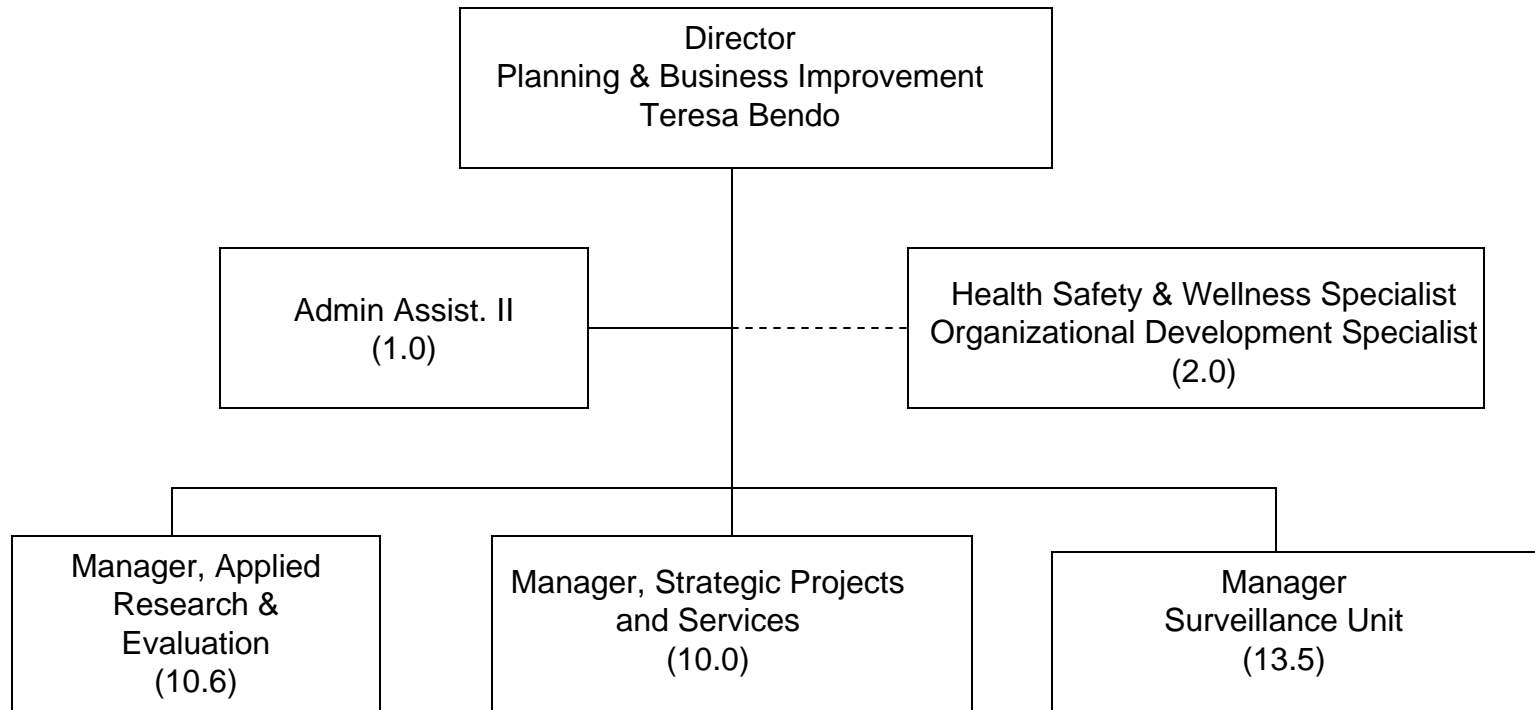 Director
Planning & Business Improvement
Teresa Bendo
Admin Assist. II
(1.0)
Health Safety & Wellness Specialist
Organizational Development Specialist
(2.0)
Manager, Applied
Research &
Evaluation
(10.6)
Manager, Strategic Projects
and Services
(10.0)
Manager
Surveillance Unit
(13.5)